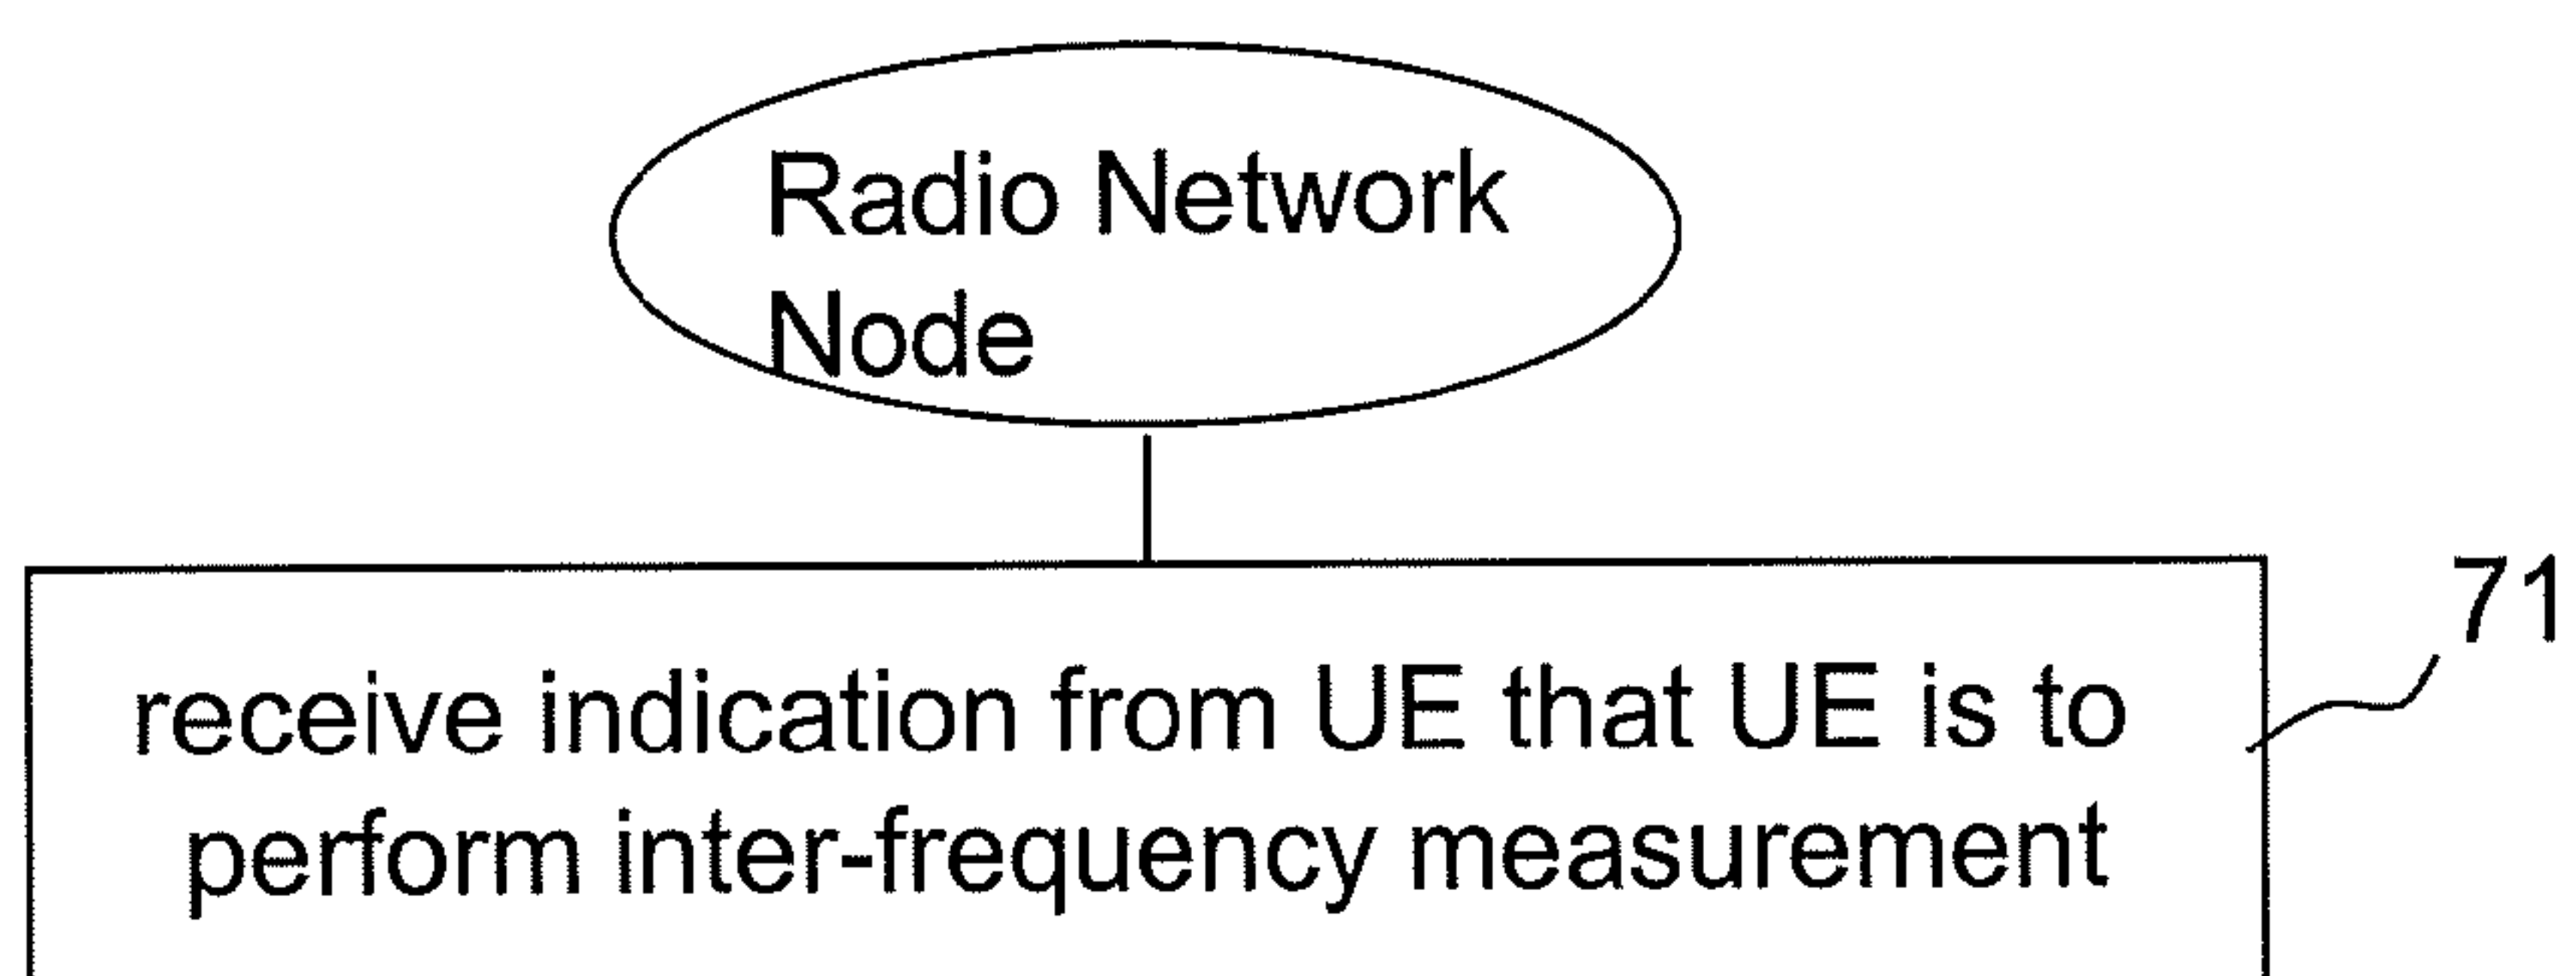 Radio Network
Node
71
receive indication from UE that UE is to
perform inter-frequency measurement